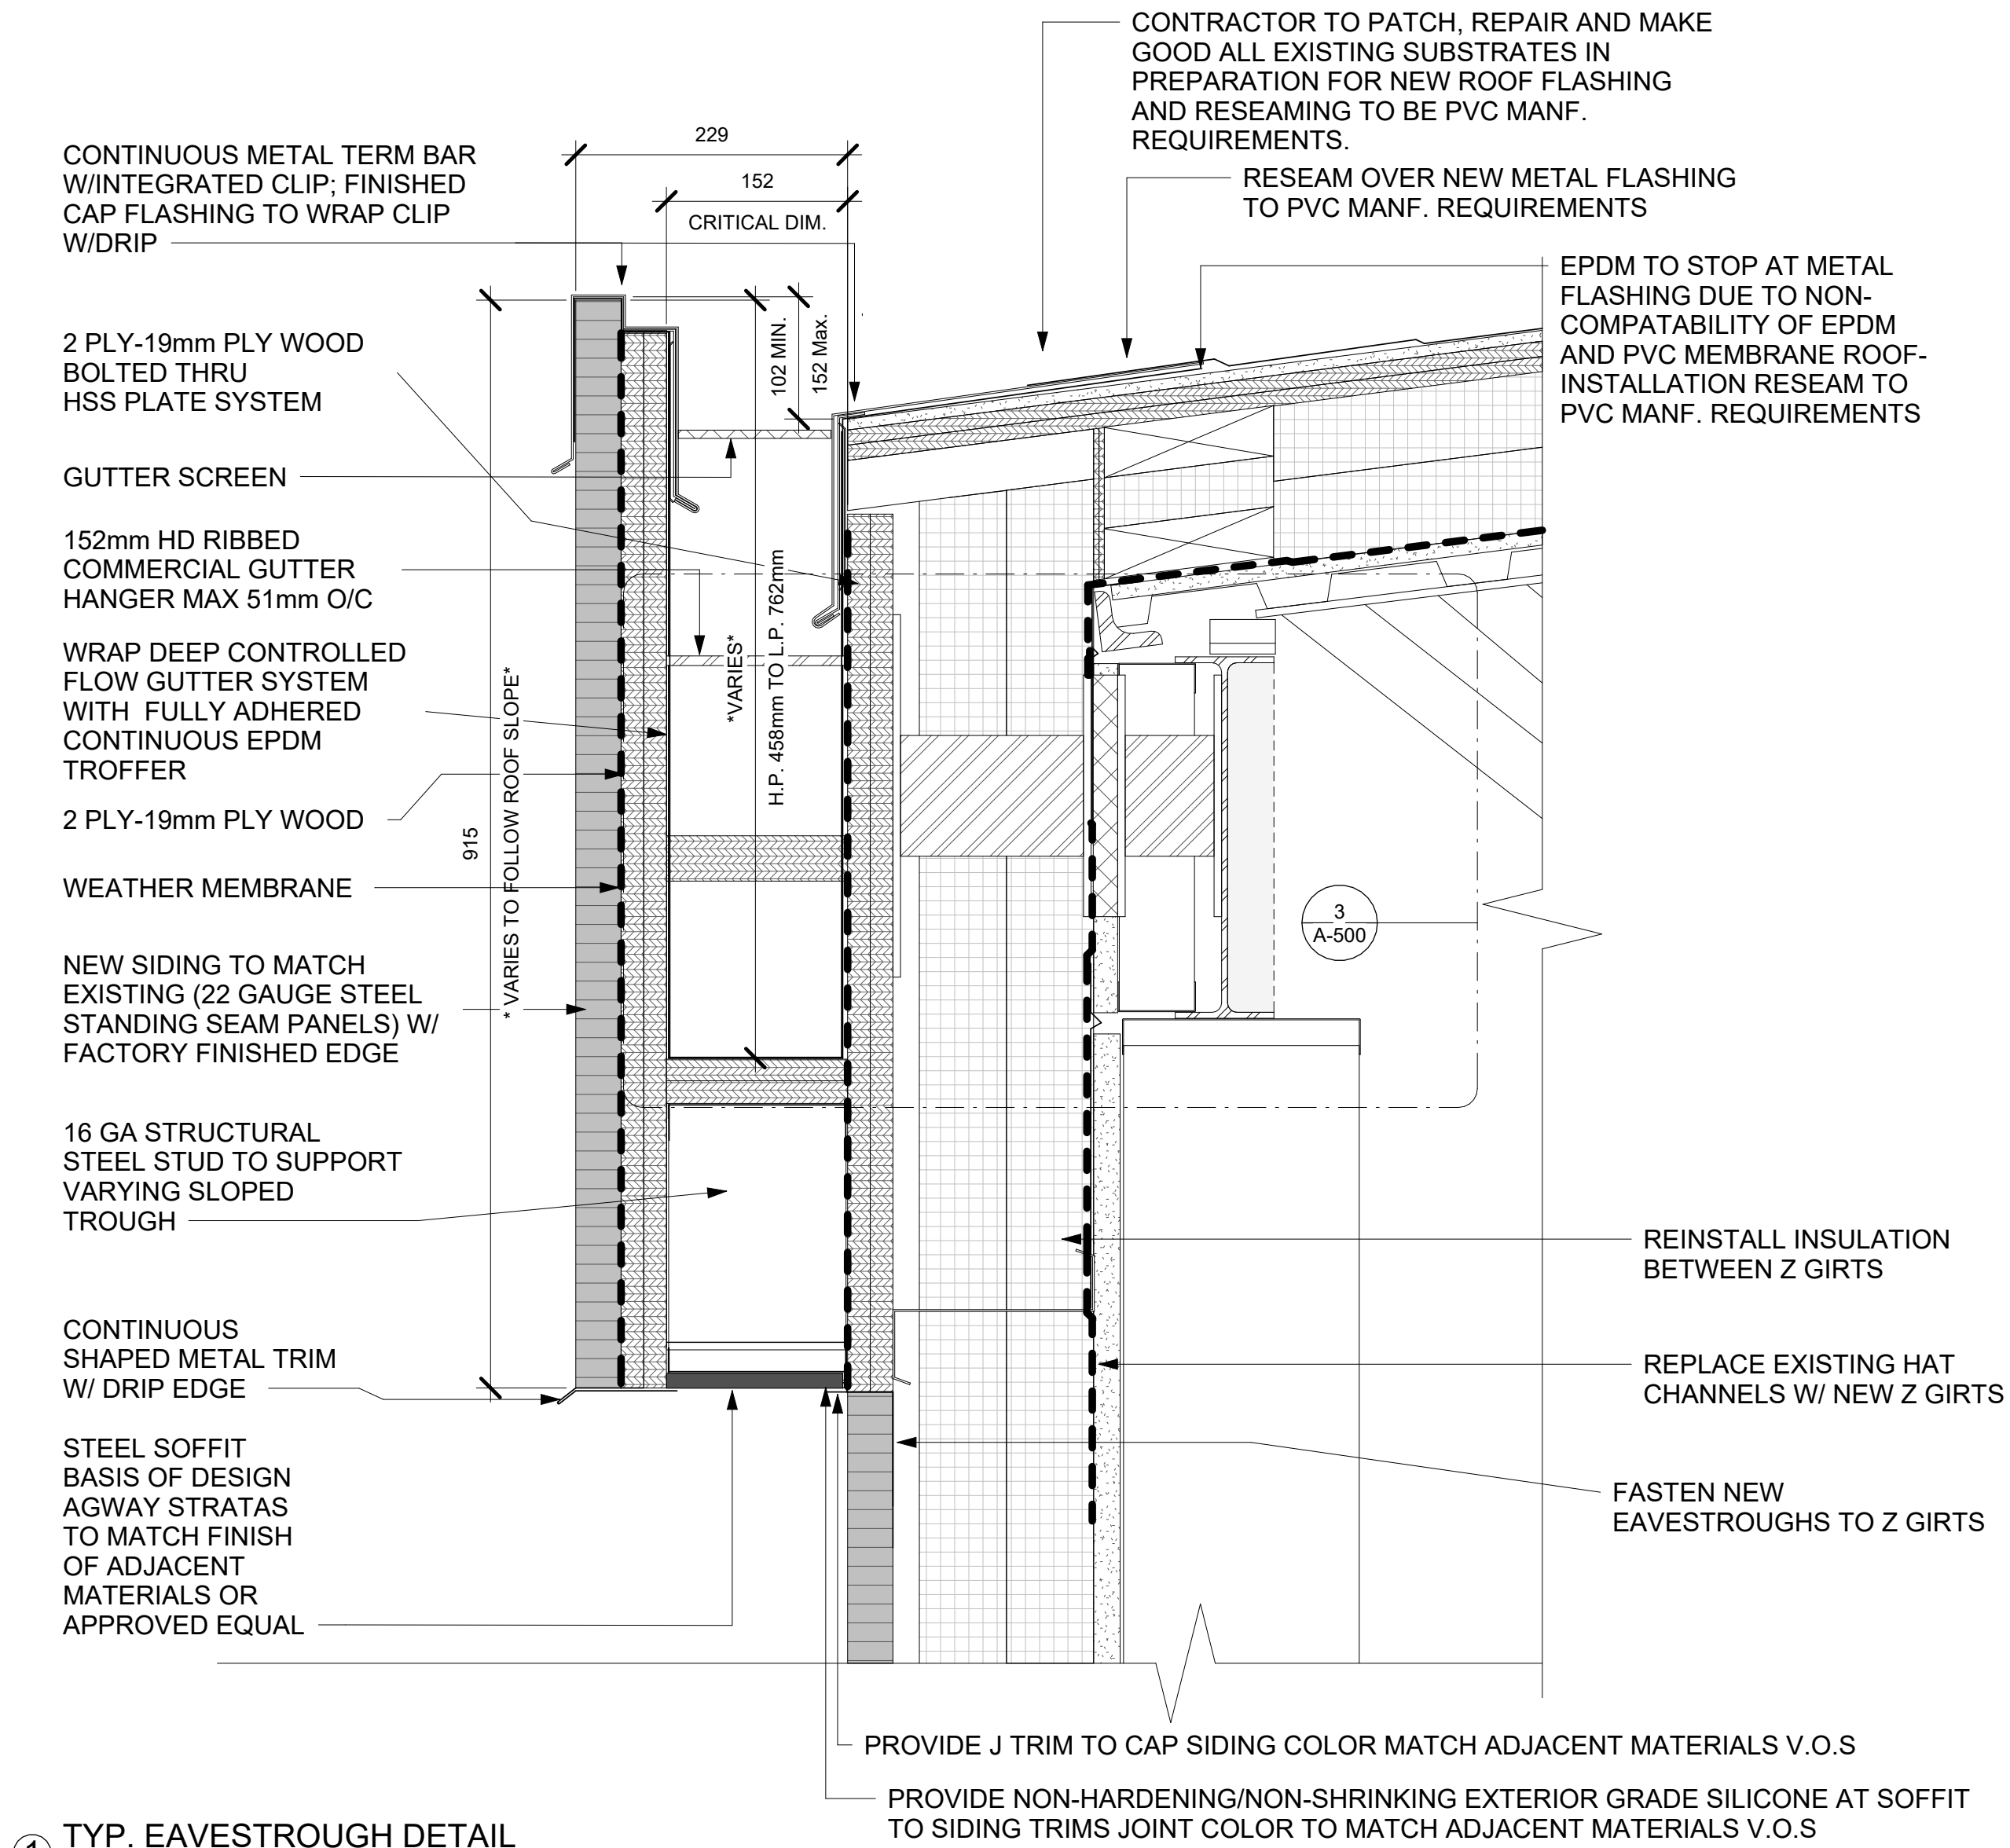 CONTRACTOR TO PATCH, REPAIR AND MAKE
GOOD ALL EXISTING SUBSTRATES IN
PREPARATION FOR NEW ROOF FLASHING
AND RESEAMING TO BE PVC MANF.
REQUIREMENTS.
RESEAM OVER NEW METAL FLASHING
TO PVC MANF. REQUIREMENTS
EPDM TO STOP AT METAL
FLASHING DUE TO NON-
COMPATABILITY OF EPDM
AND PVC MEMBRANE ROOF-
INSTALLATION RESEAM TO
PVC MANF. REQUIREMENTS
229
152
CRITICAL DIM.
102 MIN.
152 Max.
CONTINUOUS METAL TERM BAR
W/INTEGRATED CLIP; FINISHED
CAP FLASHING TO WRAP CLIP
W/DRIP
2 PLY-19mm PLY WOOD
BOLTED THRU
HSS PLATE SYSTEM
GUTTER SCREEN
152mm HD RIBBED
COMMERCIAL GUTTER
HANGER MAX 51mm O/C
WRAP DEEP CONTROLLED
FLOW GUTTER SYSTEM
WITH FULLY ADHERED
CONTINUOUS EPDM
TROFFER
2 PLY-19mm PLY WOOD
WEATHER MEMBRANE
NEW SIDING TO MATCH
EXISTING (22 GAUGE STEEL
STANDING SEAM PANELS) W/
FACTORY FINISHED EDGE
16 GA STRUCTURAL
STEEL STUD TO SUPPORT
VARYING SLOPED
TROUGH
CONTINUOUS
SHAPED METAL TRIM
W/ DRIP EDGE
STEEL SOFFIT
BASIS OF DESIGN
AGWAY STRATAS
TO MATCH FINISH
OF ADJACENT
MATERIALS OR
APPROVED EQUAL
915
* VARIES TO FOLLOW ROOF SLOPE*
*VARIES*
H.P. 458mm TO L.P. 762mm
3
A-500
REINSTALL INSULATION
BETWEEN Z GIRTS
REPLACE EXISTING HAT
CHANNELS W/ NEW Z GIRTS
FASTEN NEW
EAVESTROUGHS TO Z GIRTS
PROVIDE J TRIM TO CAP SIDING COLOR MATCH ADJACENT MATERIALS V.O.S
PROVIDE NON-HARDENING/NON-SHRINKING EXTERIOR GRADE SILICONE AT SOFFIT
TO SIDING TRIMS JOINT COLOR TO MATCH ADJACENT MATERIALS V.O.S
1 TYP. EAVESTROUGH DETAIL